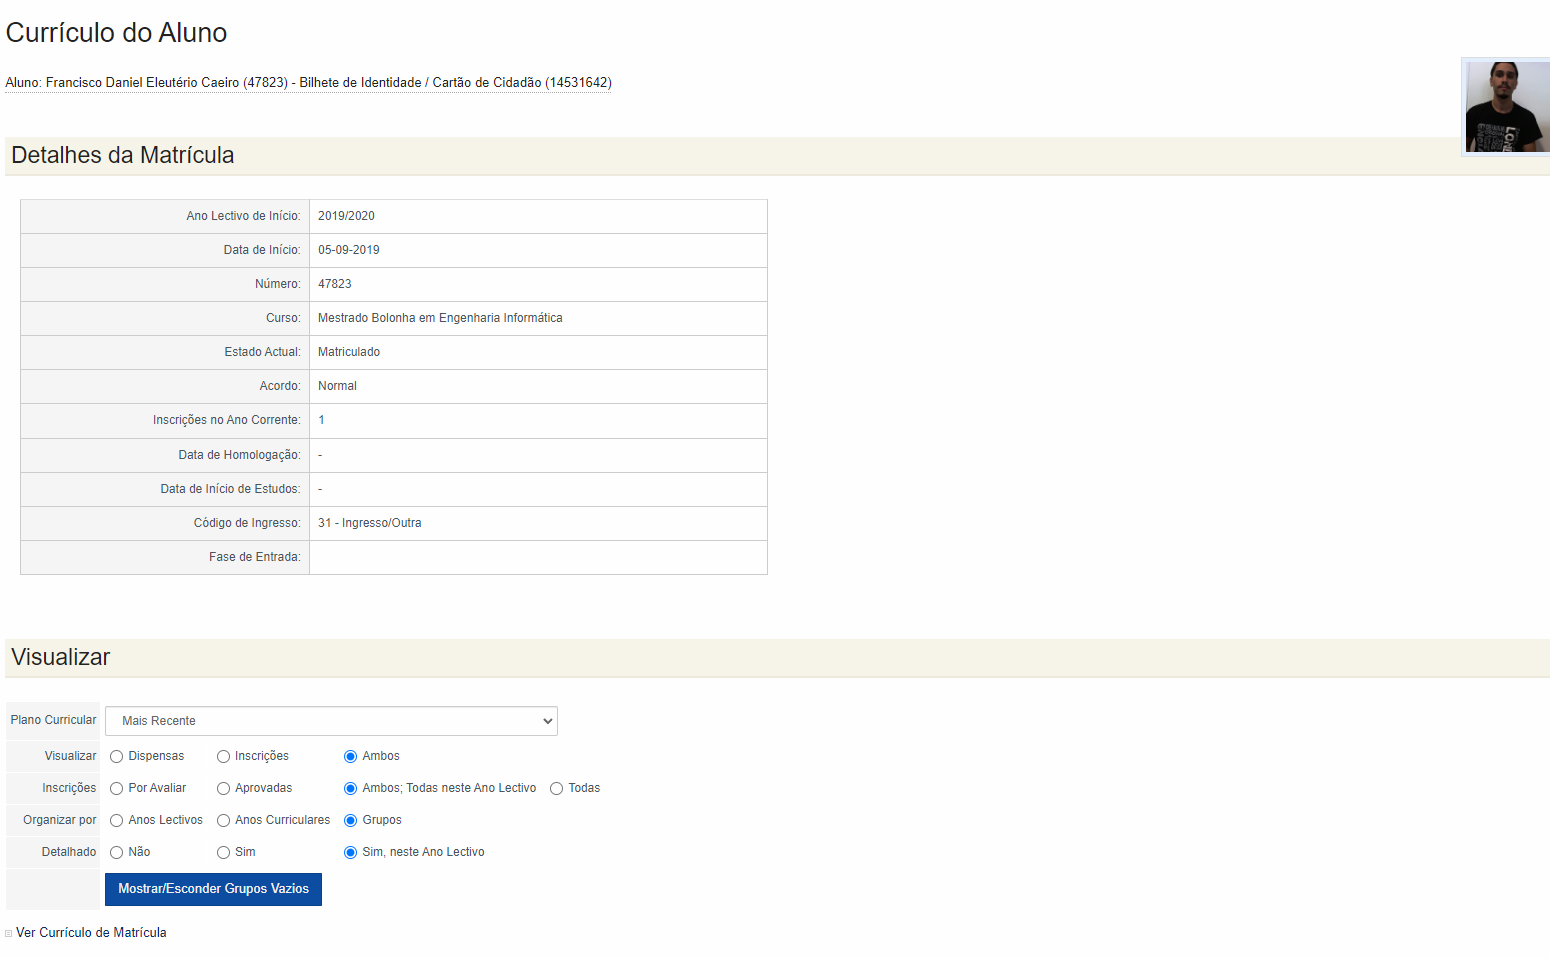 Currículo do Aluno
Aluno: Francisco Daniel Eleutério Caeiro (47823) - Bilhete de Identidade / Cartão de Cidadão (14531642)
Detalhes da Matrícula
Ano Lectivo de Início: 2019/2020
Data de Início: 05-09-2019
Número: 47823
Curso: Mestrado Bolonha em Engenharia Informática
Estado Actual: Matriculado
Acordo: Normal
Inscrições no Ano Corrente: 1
Data de Homologação: -
Data de Início de Estudos: -
Código de Ingresso: 31 - Ingresso/Outra
Fase de Entrada:
Visualizar
Plano Curricular Mais Recente
Visualizar Dispensas Inscrições Ambos
Inscrições Por Avaliar Aprovadas Ambos; Todas neste Ano Lectivo Todas
Organizar por Anos Lectivos Anos Curriculares Grupos
Detalhado Não Sim Sim, neste Ano Lectivo
Mostrar/Esconder Grupos Vazios
Ver Currículo de Matrícula